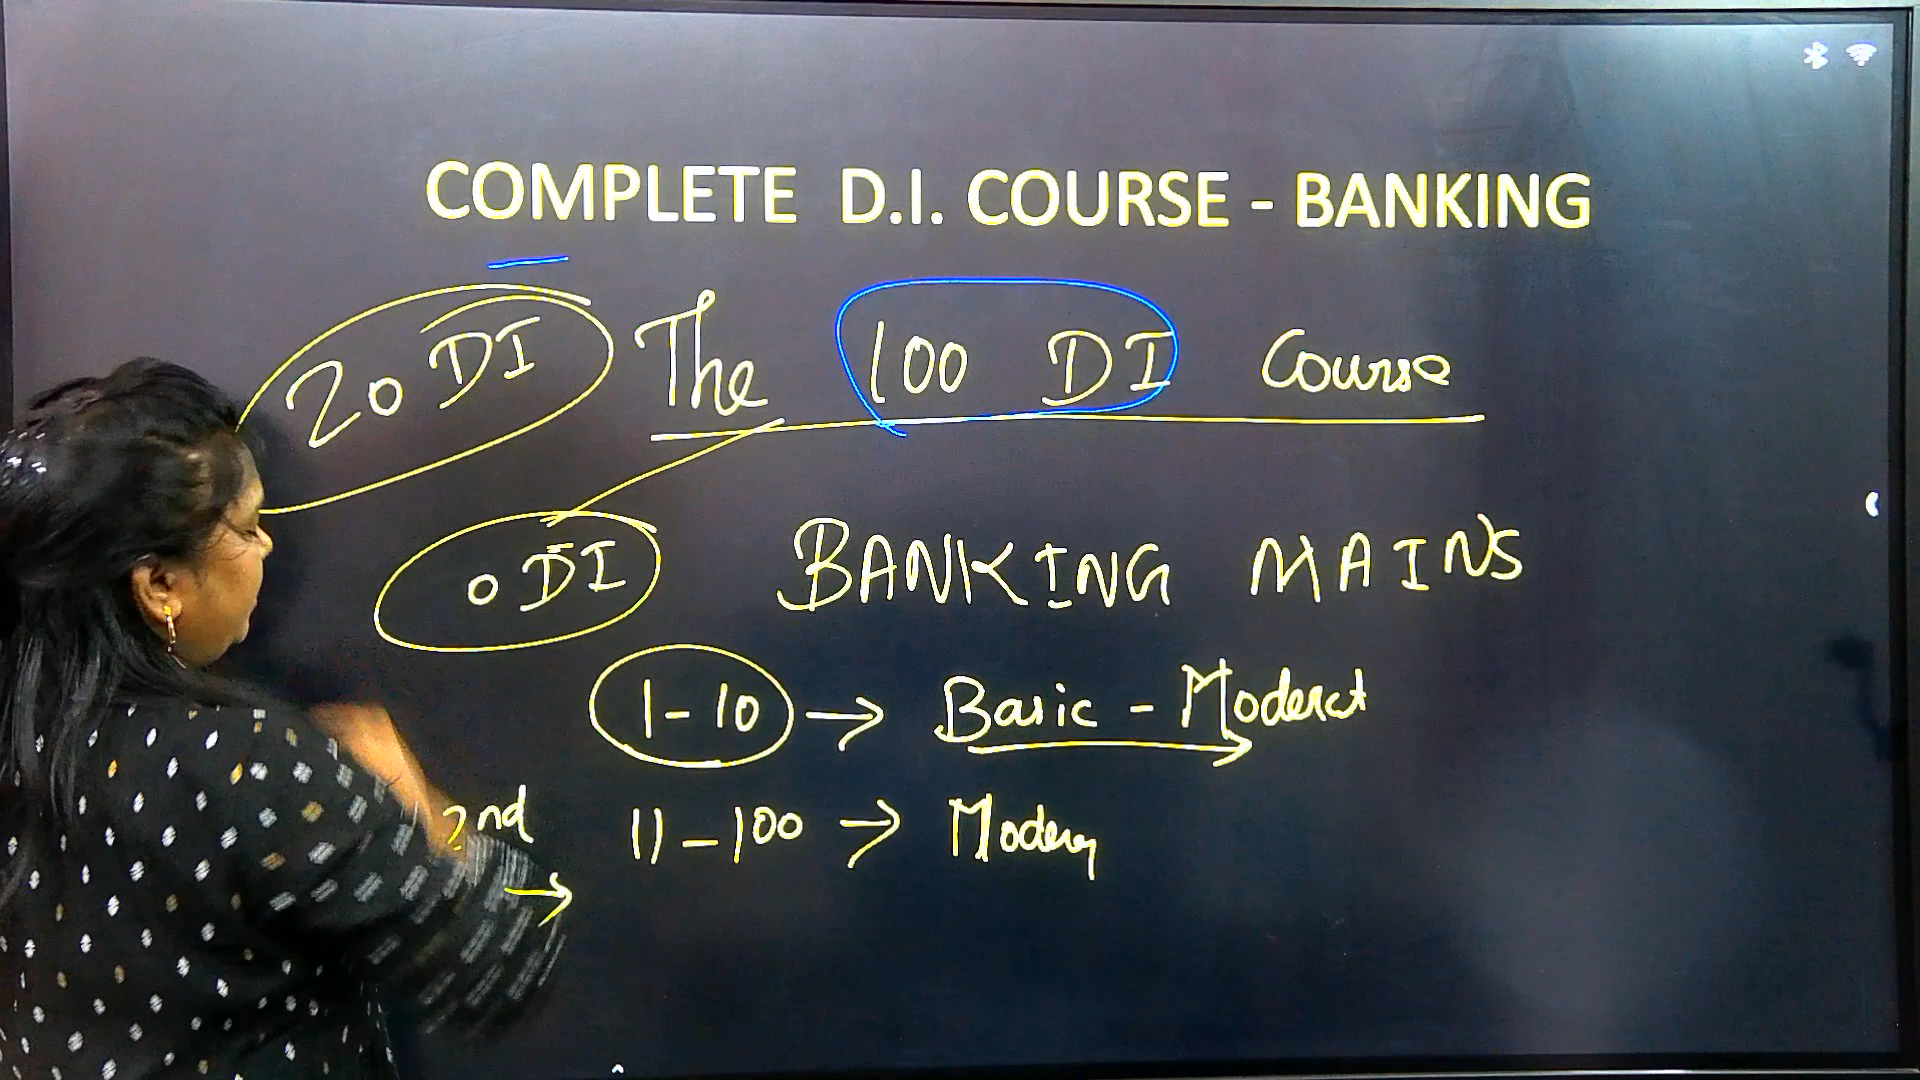 COMPLETE D.I. COURSE - BANKING
20 DI The 100 DI Course
0 DI BANKING MAINS
1-10 → Basic - Moderat
2nd 11-100 →
→